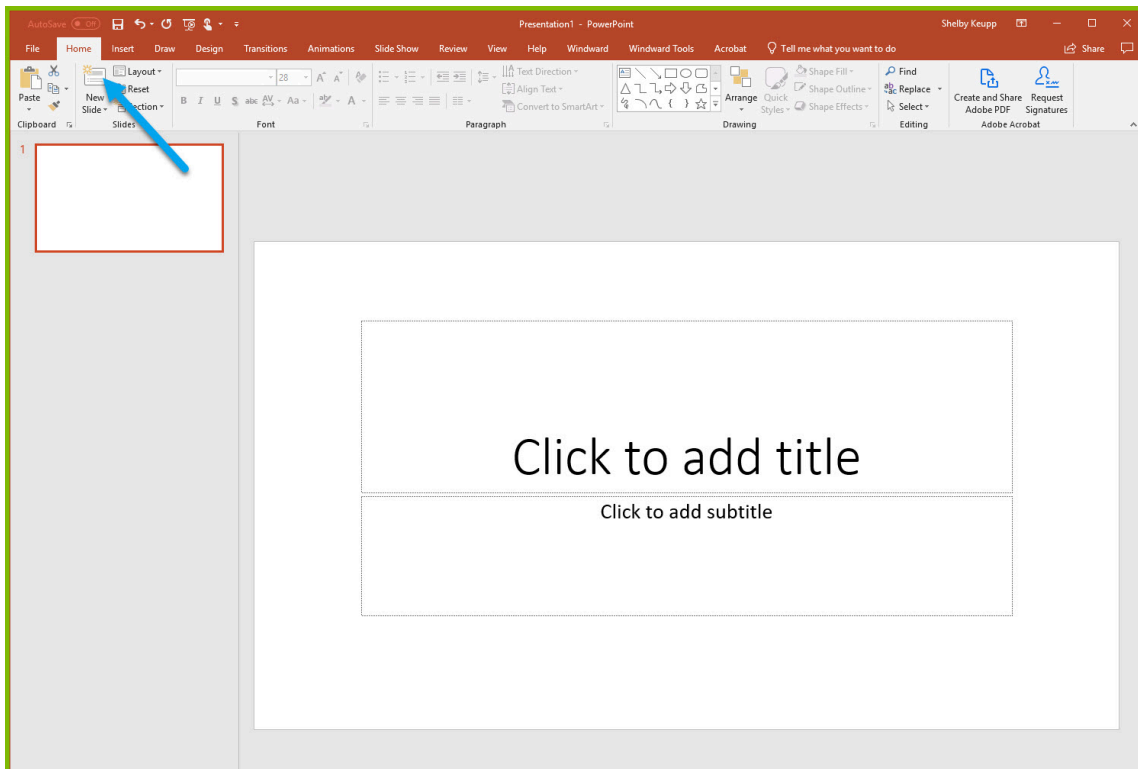 AutoSave Off Presentation1 - PowerPoint Shelby Keupp
File Home Insert Draw Design Transitions Animations Slide Show Review View Help Windward Windward Tools Acrobat Tell me what you want to do Share
Paste
New
Slide
Layout
Reset
28
B I U S abc AV Aa A
Text Direction
Align Text
Convert to SmartArt
Arrange
Quick
Styles
Shape Fill
Shape Outline
Shape Effects
Find
Replace
Select
Create and Share
Adobe PDF
Request
Signatures
Clipboard Slides Font Paragraph Drawing Editing Adobe Acrobat
1
Click to add title
Click to add subtitle